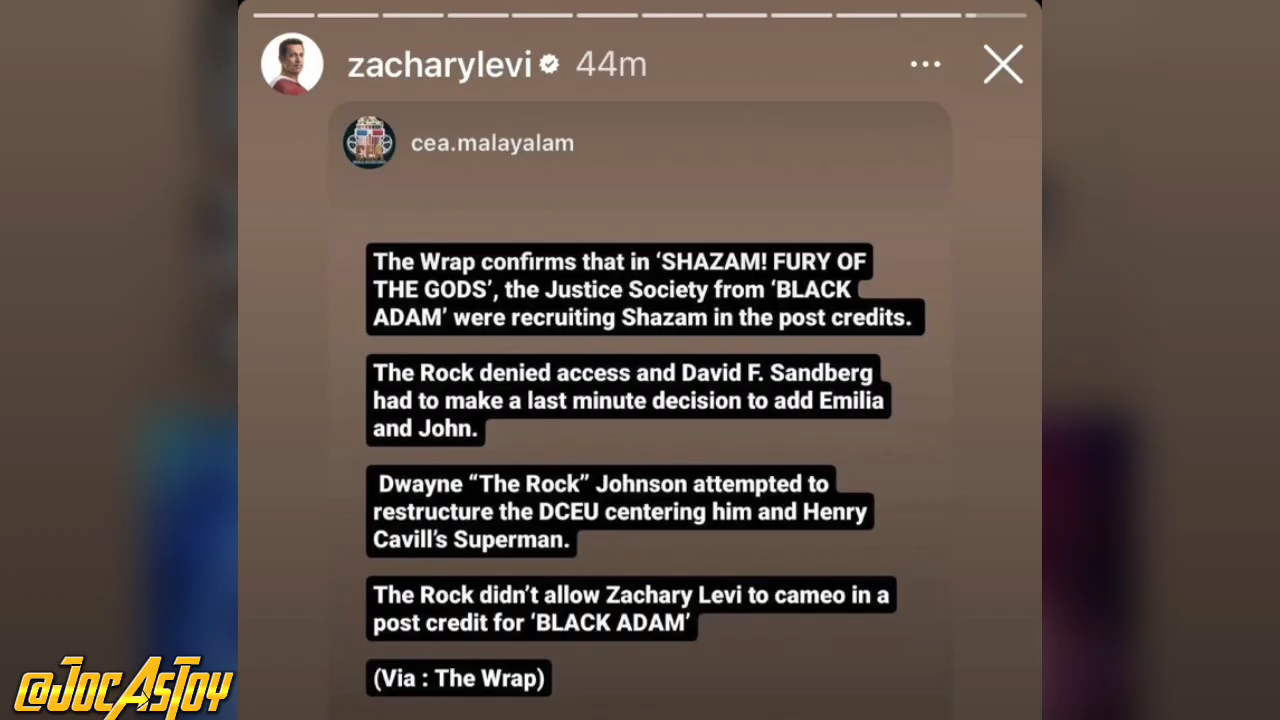 zacharylevi 44m
cea.malayalam
The Wrap confirms that in ‘SHAZAM! FURY OF
THE GODS’, the Justice Society from ‘BLACK
ADAM’ were recruiting Shazam in the post credits.
The Rock denied access and David F. Sandberg
had to make a last minute decision to add Emilia
and John.
Dwayne “The Rock” Johnson attempted to
restructure the DCEU centering him and Henry
Cavill’s Superman.
The Rock didn’t allow Zachary Levi to cameo in a
post credit for ‘BLACK ADAM’
(Via : The Wrap)
@JocAsToy